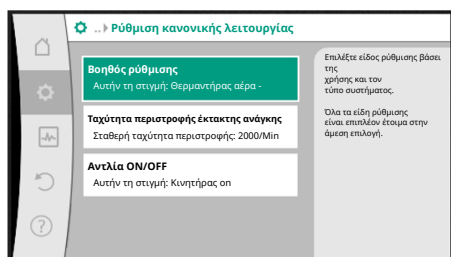 ..▸ Ρύθμιση κανονικής λειτουργίας
Βοηθός ρύθμισης
Αυτήν τη στιγμή: Θερμαντήρας αέρα -
Ταχύτητα περιστροφής έκτακτης ανάγκης
Σταθερή ταχύτητα περιστροφής: 2000/Min
Αντλία ON/OFF
Αυτήν τη στιγμή: Κινητήρας on
Επιλέξτε είδος ρύθμισης βάσει
της
χρήσης και τον
τύπο συστήματος.
Όλα τα είδη ρύθμισης
είναι επιπλέον έτοιμα στην
άμεση επιλογή.